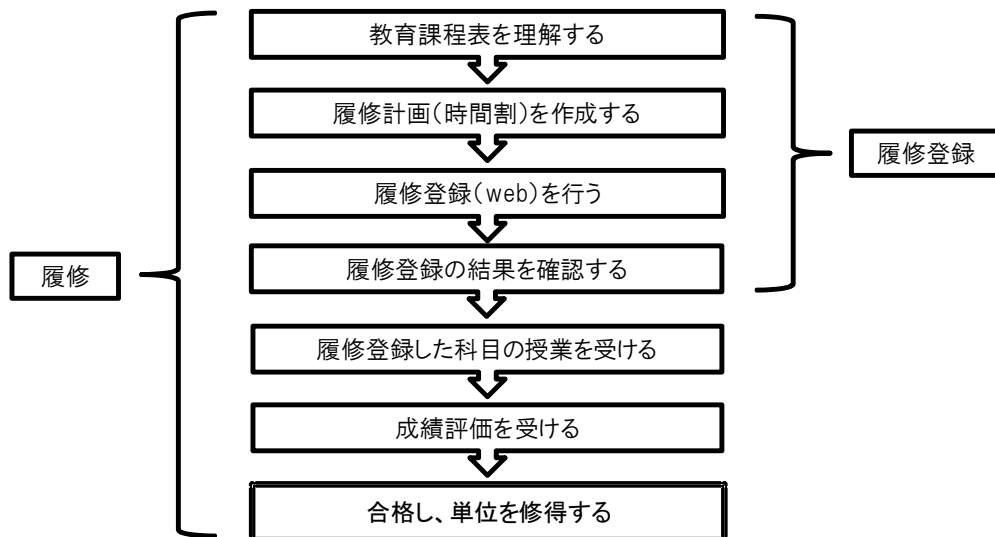 教育課程表を理解する
履修計画(時間割)を作成する
履修登録
履修登録(web)を行う
履修
履修登録の結果を確認する
履修登録した科目の授業を受ける
成績評価を受ける
合格し、単位を修得する